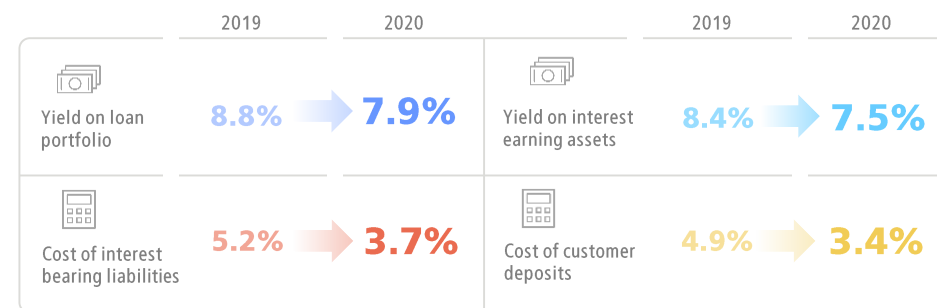 2019 2020 2019 2020
Yield on loan
portfolio
8.8% 7.9%
Yield on interest
earning assets
8.4% 7.5%
Cost of interest
bearing liabilities
5.2% 3.7%
Cost of customer
deposits
4.9% 3.4%